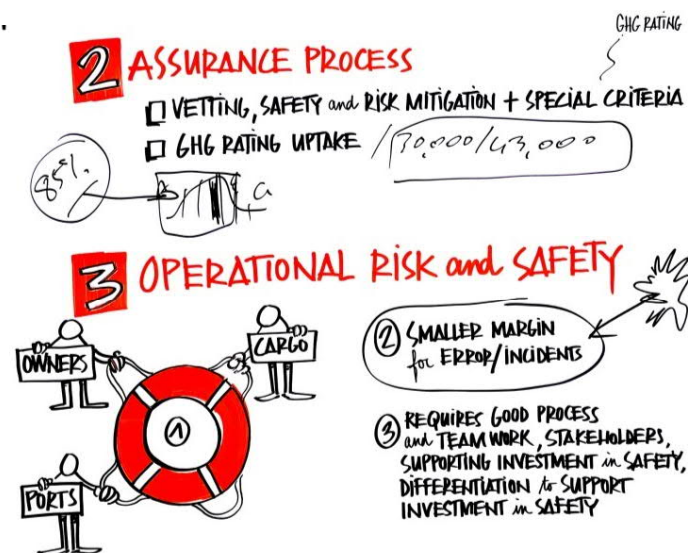 GHG RATING
2 ASSURANCE PROCESS
VETTING, SAFETY and RISK MITIGATION + SPECIAL CRITERIA
GHG RATING UPTAKE
30,000/43,000
85%
a
3 OPERATIONAL RISK and SAFETY
OWNERS
CARGO
PORTS
1
2 SMALLER MARGIN
for ERROR/INCIDENTS
3 REQUIRES GOOD PROCESS
and TEAMWORK, STAKEHOLDERS,
SUPPORTING INVESTMENT in SAFETY,
DIFFERENTIATION to SUPPORT
INVESTMENT in SAFETY